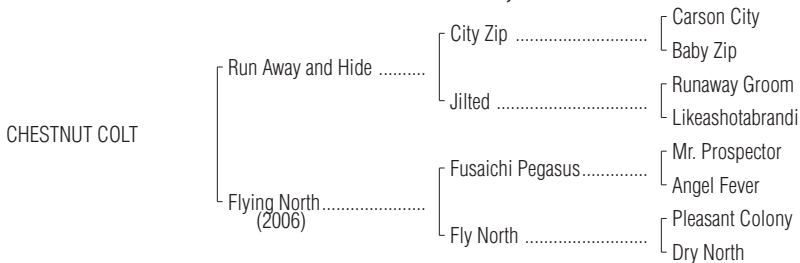 Carson City
City Zip ..............................
Baby Zip
Run Away and Hide ..........
Runaway Groom
Jilted ..................................
Likeashotabrandi
CHESTNUT COLT
Mr. Prospector
Fusaichi Pegasus..............
Angel Fever
Flying North......................
(2006)
Pleasant Colony
Fly North ............................
Dry North